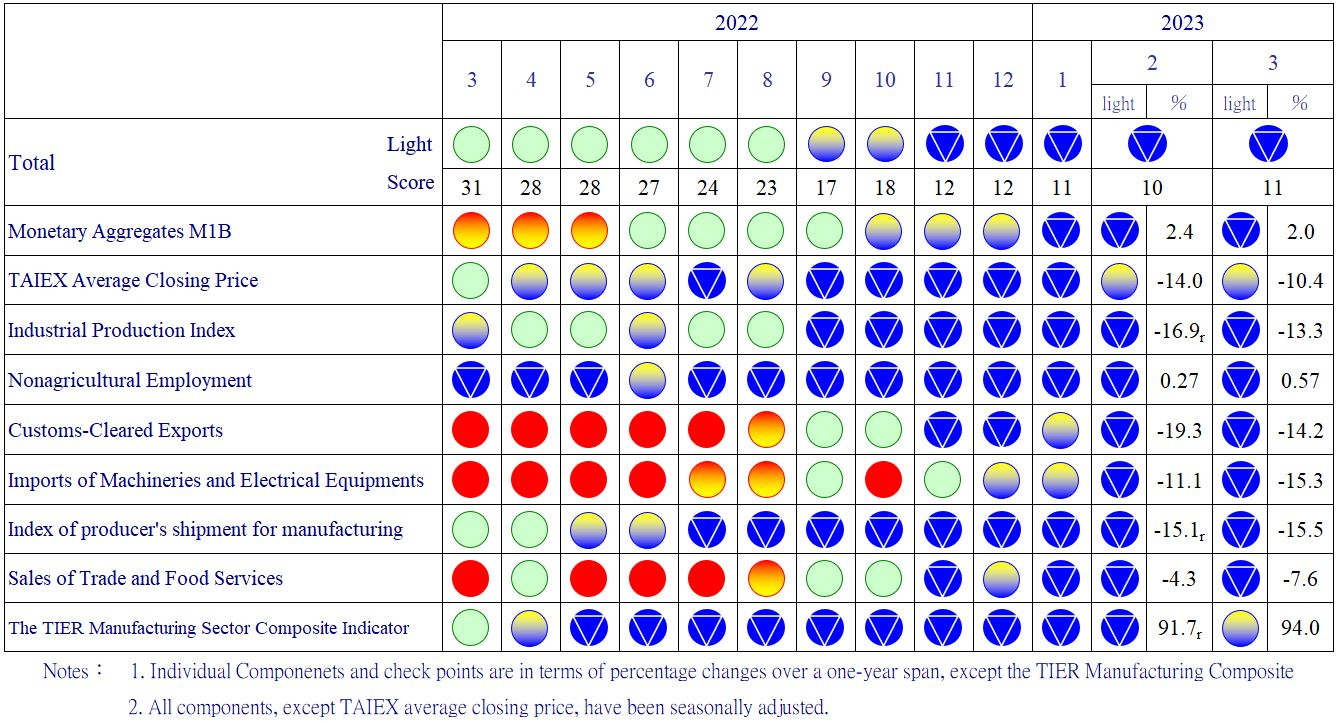 2022 2023
3 4 5 6 7 8 9 10 11 12 1 2 3
light % light %
Total Light
Score 31 28 28 27 24 23 17 18 12 12 11 10 11
Monetary Aggregates M1B 2.4 2.0
TAIEX Average Closing Price -14.0 -10.4
Industrial Production Index -16.9r -13.3
Nonagricultural Employment 0.27 0.57
Customs-Cleared Exports -19.3 -14.2
Imports of Machineries and Electrical Equipments -11.1 -15.3
Index of producer's shipment for manufacturing -15.1r -15.5
Sales of Trade and Food Services -4.3 -7.6
The TIER Manufacturing Sector Composite Indicator 91.7r 94.0
Notes： 1. Individual Componenets and check points are in terms of percentage changes over a one-year span, except the TIER Manufacturing Composite
2. All components, except TAIEX average closing price, have been seasonally adjusted.